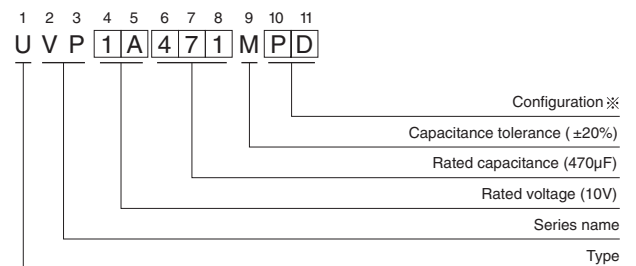 1 2 3 4 5 6 7 8 9 10 11
U V P 1 A 4 7 1 M P D
Configuration ※
Capacitance tolerance ( ±20%)
Rated capacitance (470µF)
Rated voltage (10V)
Series name
Type